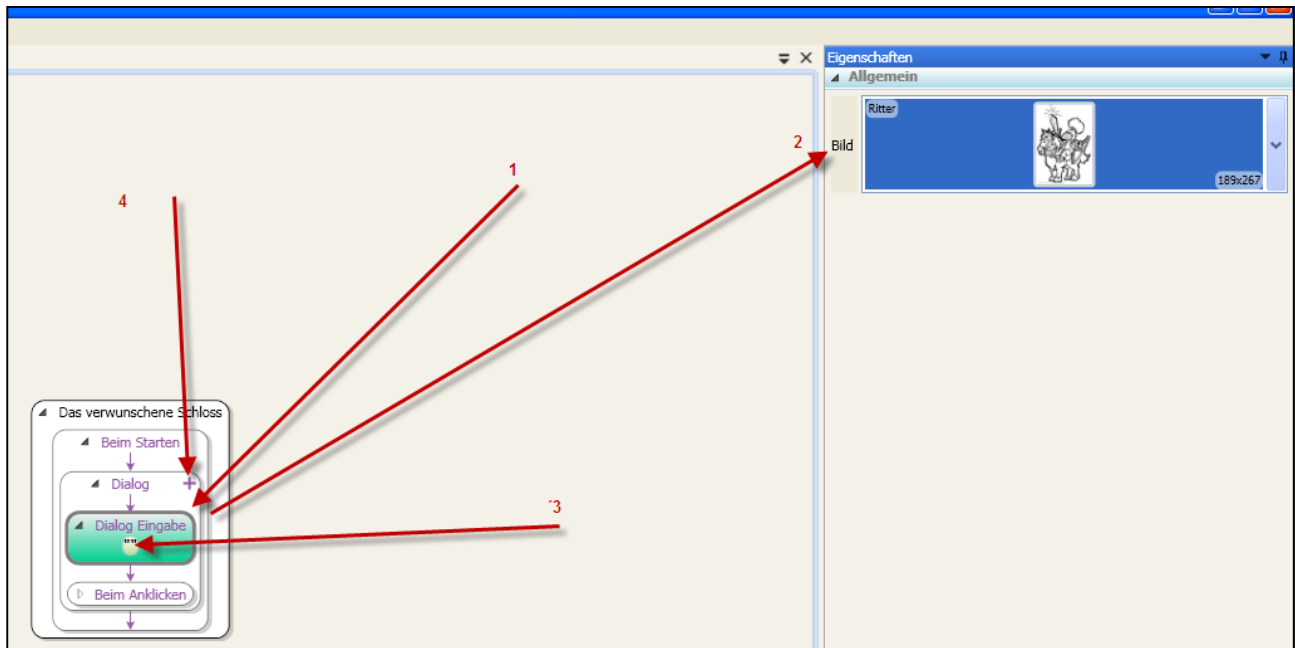 Eigenschaften
Allgemein
Ritter
Bild
189x267
2
1
4
´3
Das verwunschene Schloss
Beim Starten
Dialog
Dialog Eingabe
Beim Anklicken